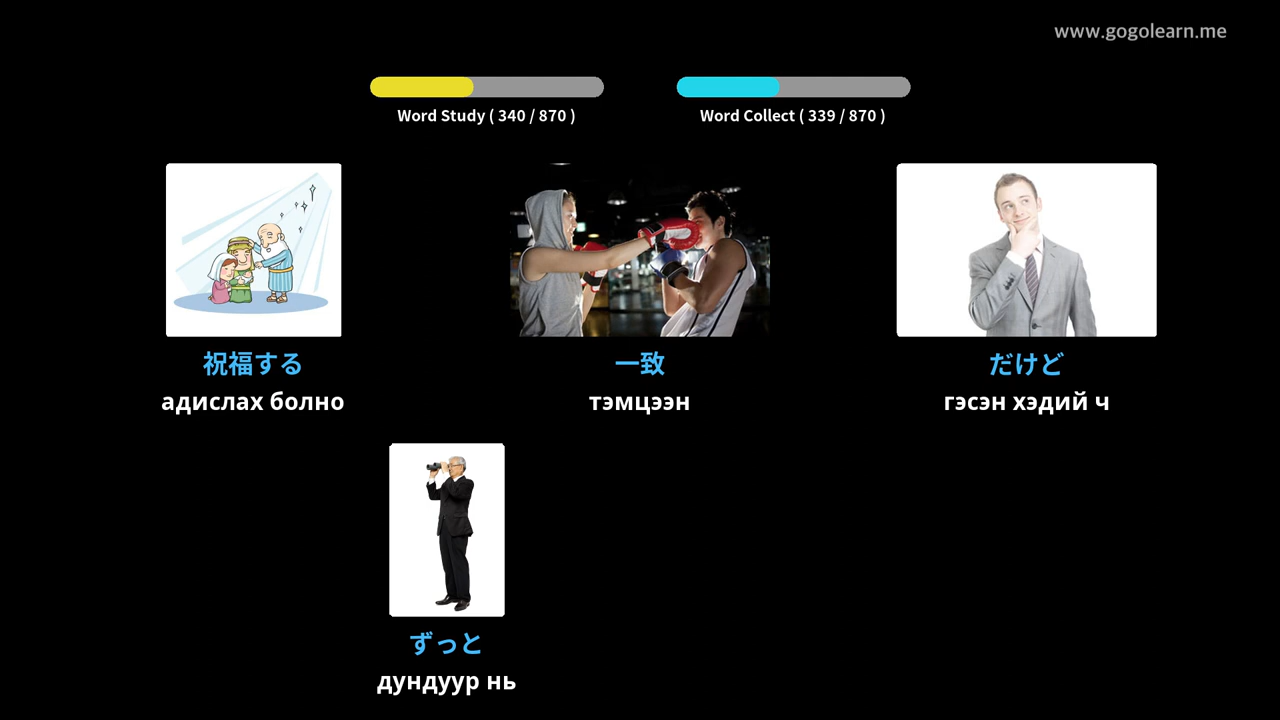 www.gogolearn.me
Word Study ( 340 / 870 )
Word Collect ( 339 / 870 )
祝福する
адислах болно
一致
тэмцээн
だけど
гэсэн хэдий ч
ずっと
дундуур нь